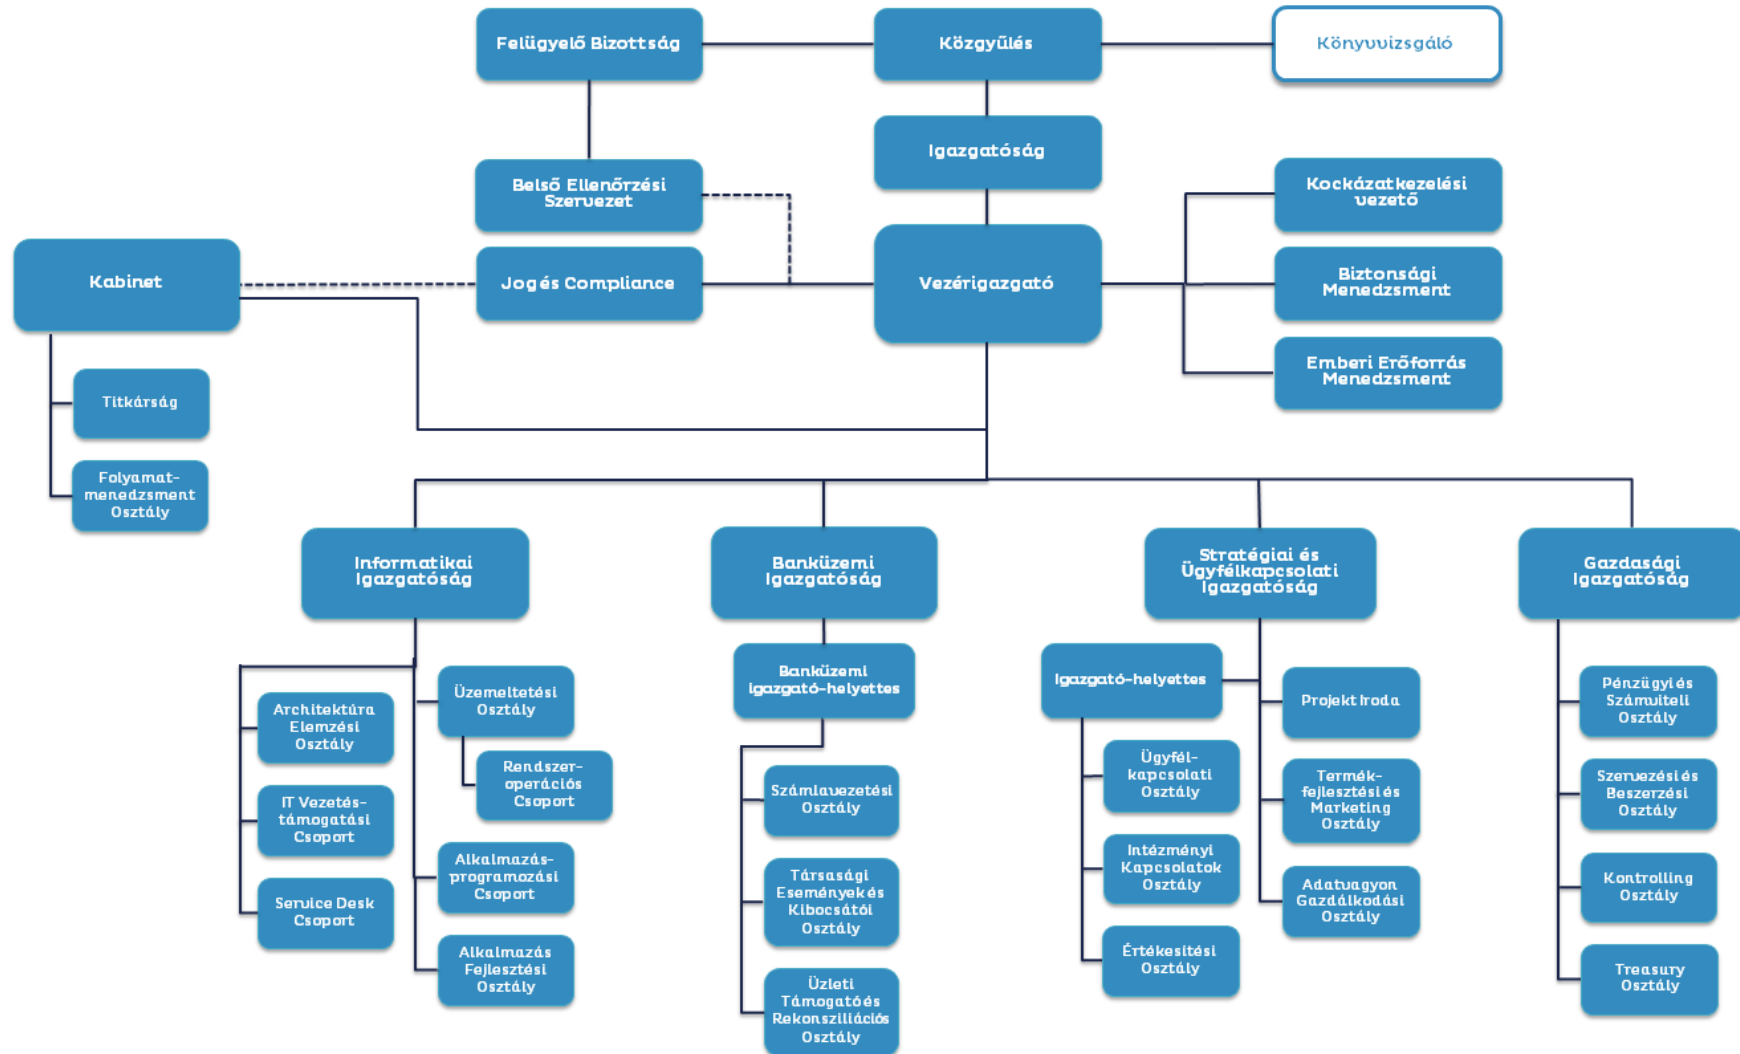 Felügyelő Bizottság
Közgyűlés
Könyvvizsgáló
Igazgatóság
Belső Ellenőrzési
Szervezet
Kockázatkezelési
vezető
Kabinet
Jog és Compliance
Vezérigazgató
Biztonsági
Menedzsment
Emberi Erőforrás
Menedzsment
Titkárság
Folyamat-
menedzsment
Osztály
Informatikai
Igazgatóság
Banküzemi
Igazgatóság
Stratégiai és
Ügyfélkapcsolati
Igazgatóság
Gazdasági
Igazgatóság
Architektúra
Elemzési
Osztály
IT Vezetés-
támogatási
Csoport
Service Desk
Csoport
Üzemeltetési
Osztály
Rendszer-
operációs
Csoport
Alkalmazás-
programozási
Csoport
Alkalmazás
Fejlesztési
Osztály
Banküzemi
igazgató-helyettes
Számlavezetési
Osztály
Társasági
Események és
Kibocsátói
Osztály
Üzleti
Támogató és
Rekonsziliációs
Osztály
Igazgató-helyettes
Ügyfél-
kapcsolati
Osztály
Intézményi
Kapcsolatok
Osztály
Értékesítési
Osztály
Projekt Iroda
Termék-
fejlesztési és
Marketing
Osztály
Adatvagyon
Gazdálkodási
Osztály
Pénzügyi és
Számviteli
Osztály
Szervezési és
Beszerzési
Osztály
Kontrolling
Osztály
Treasury
Osztály